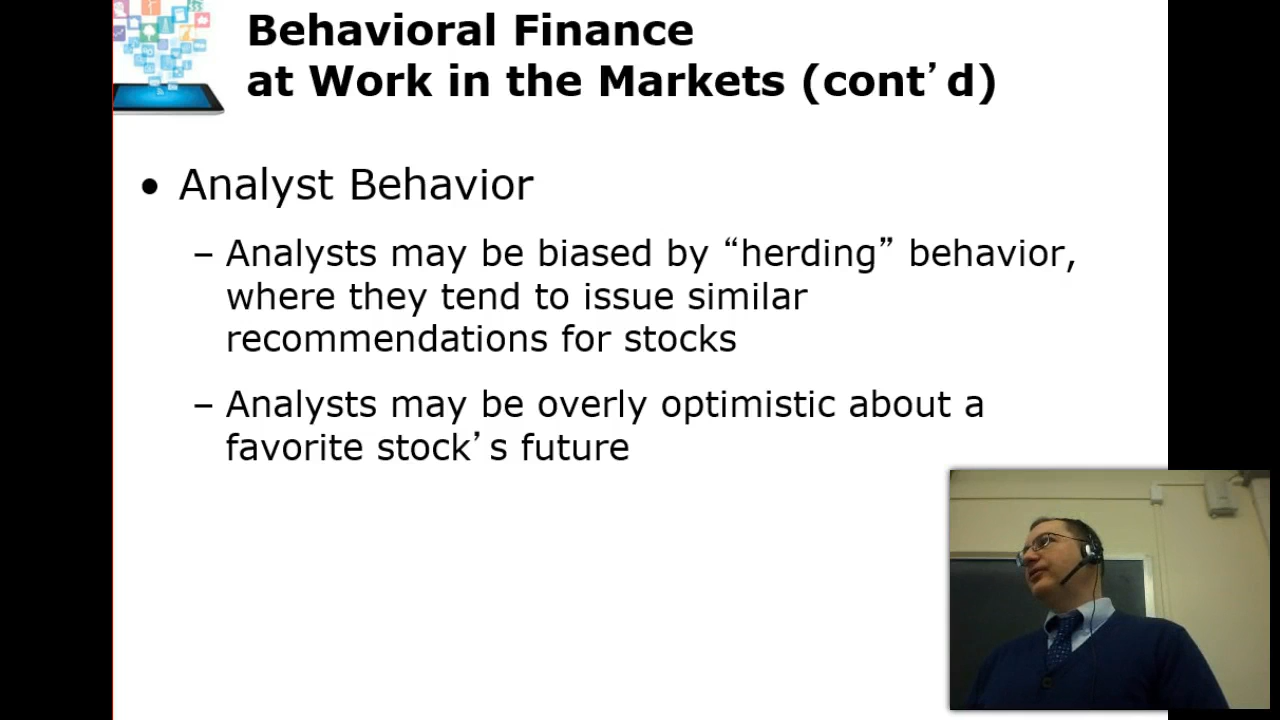 Behavioral Finance
at Work in the Markets (cont’d)
• Analyst Behavior
– Analysts may be biased by “herding” behavior,
where they tend to issue similar
recommendations for stocks
– Analysts may be overly optimistic about a
favorite stock’s future